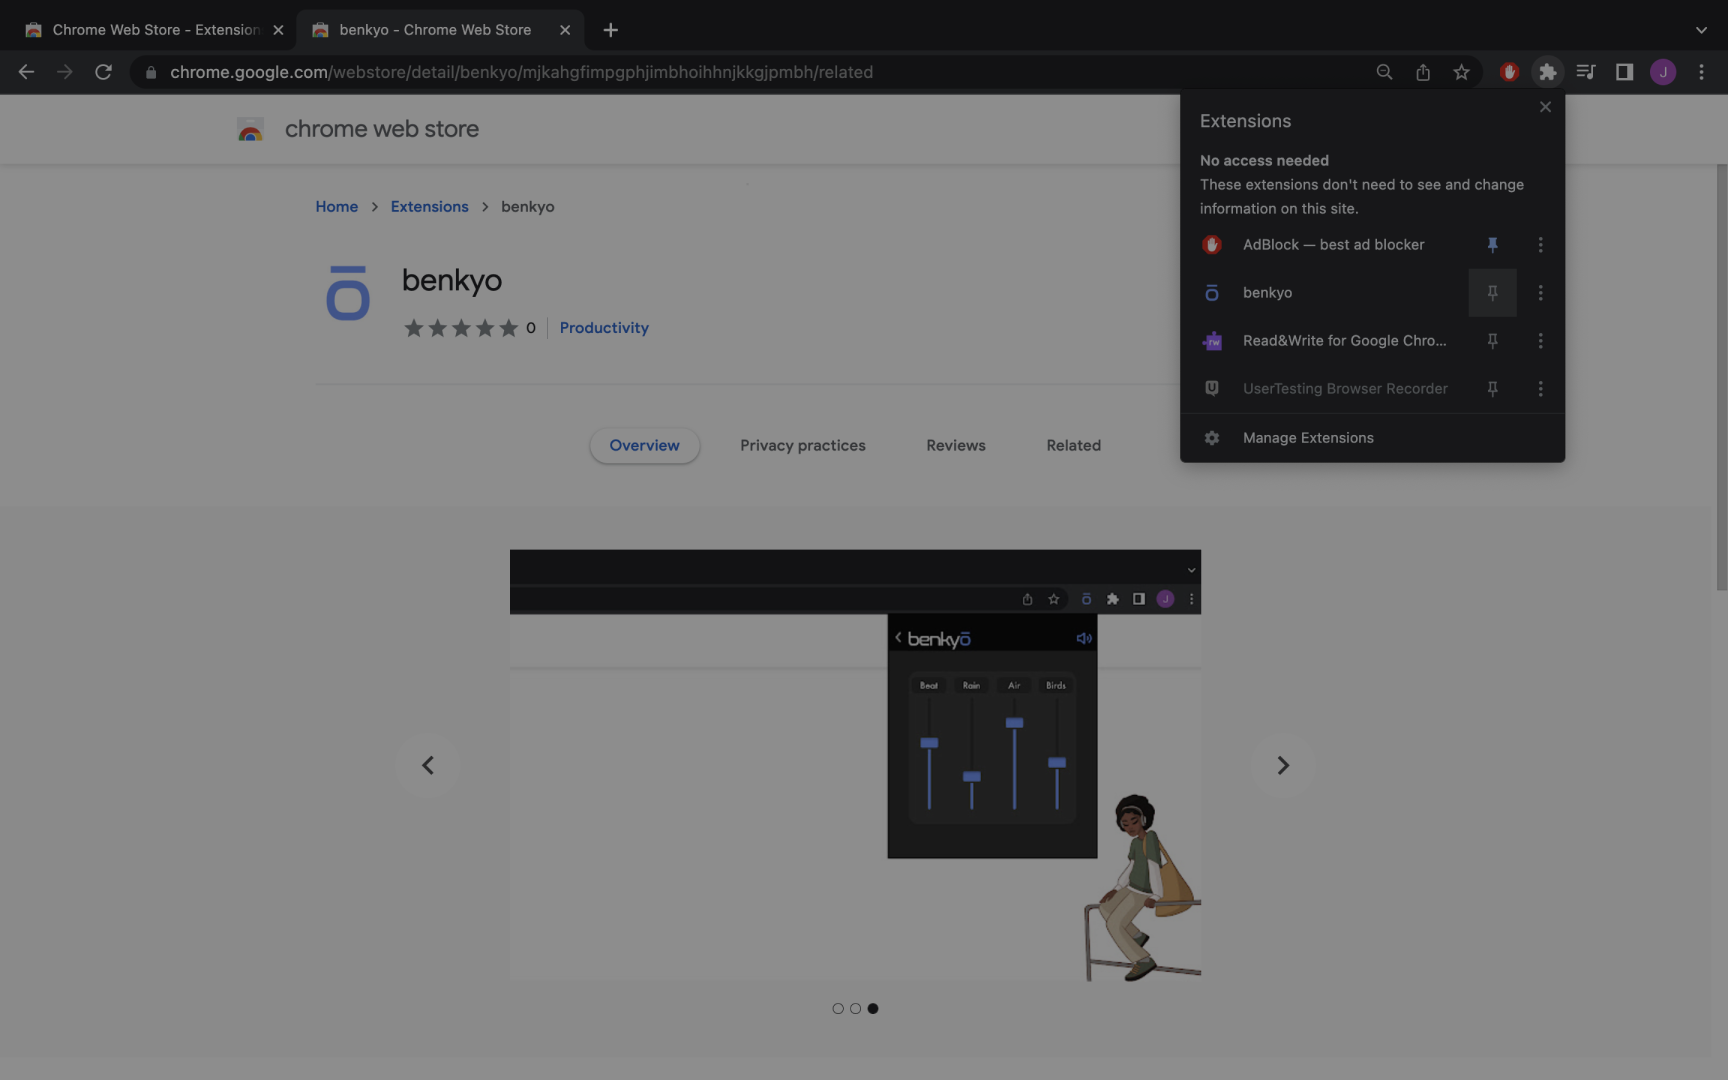 Chrome Web Store - Extension
benkyo - Chrome Web Store
chrome.google.com/webstore/detail/benkyo/mjkahgfimpgphjimbhoihhnjkkgjpmbh/related
J
chrome web store
Home > Extensions > benkyo
benkyo
0 Productivity
Overview Privacy practices Reviews Related
Extensions
No access needed
These extensions don't need to see and change
information on this site.
AdBlock — best ad blocker
benkyo
Read&Write for Google Chro...
UserTesting Browser Recorder
Manage Extensions
J
benkyō
Beat Rain Air Birds